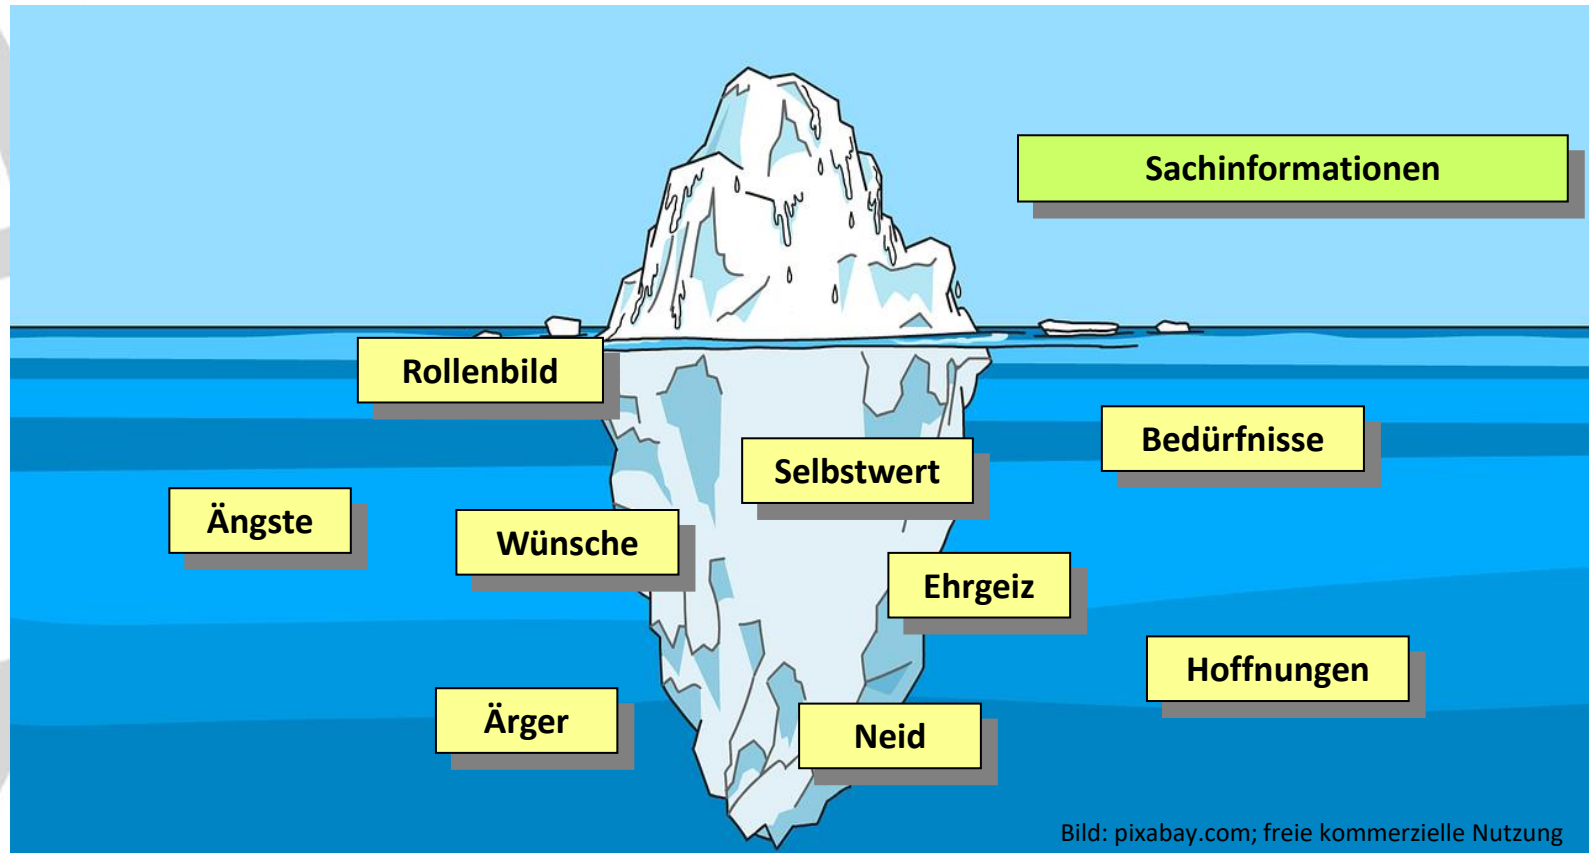 Sachinformationen
Rollenbild
Bedürfnisse
Selbstwert
Ängste
Wünsche
Ehrgeiz
Hoffnungen
Ärger
Neid
Bild: pixabay.com; freie kommerzielle Nutzung